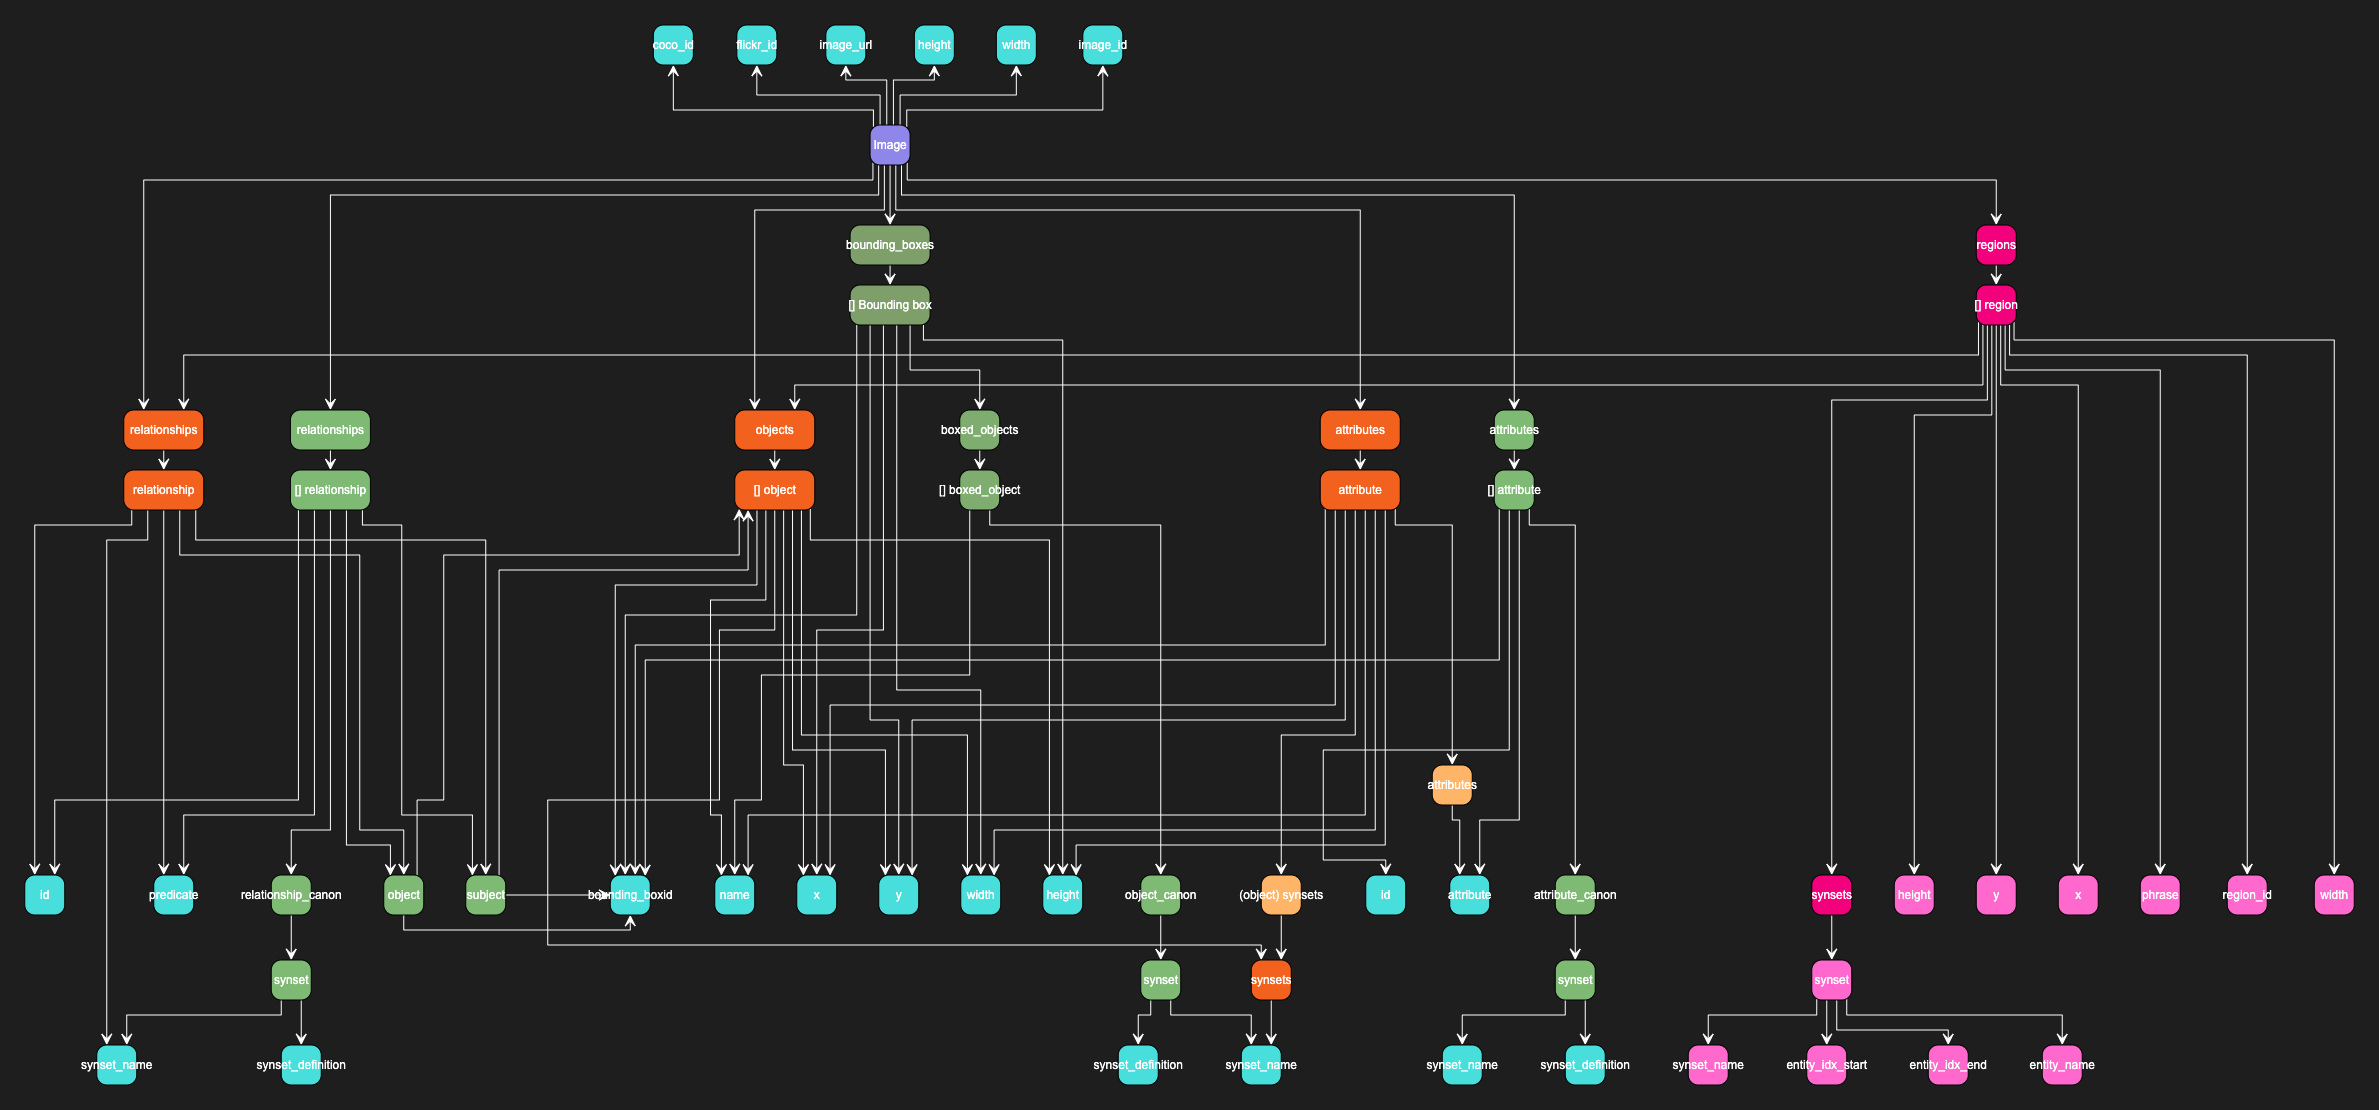 coco_id
flickr_id
image_url
height
width
image_id
Image
bounding_boxes
regions
[] Bounding box
[] region
relationships
relationships
objects
boxed_objects
attributes
attributes
relationship
[] relationship
[] object
[] boxed_object
attribute
[] attribute
attributes
id
predicate
relationship_canon
object
subject
bounding_boxid
name
x
y
width
height
object_canon
(object) synsets
id
attribute
attribute_canon
synsets
height
y
x
phrase
region_id
width
synset
synset
synsets
synset
synset
synset_name
synset_definition
synset_definition
synset_name
synset_name
synset_definition
synset_name
entity_idx_start
entity_idx_end
entity_name